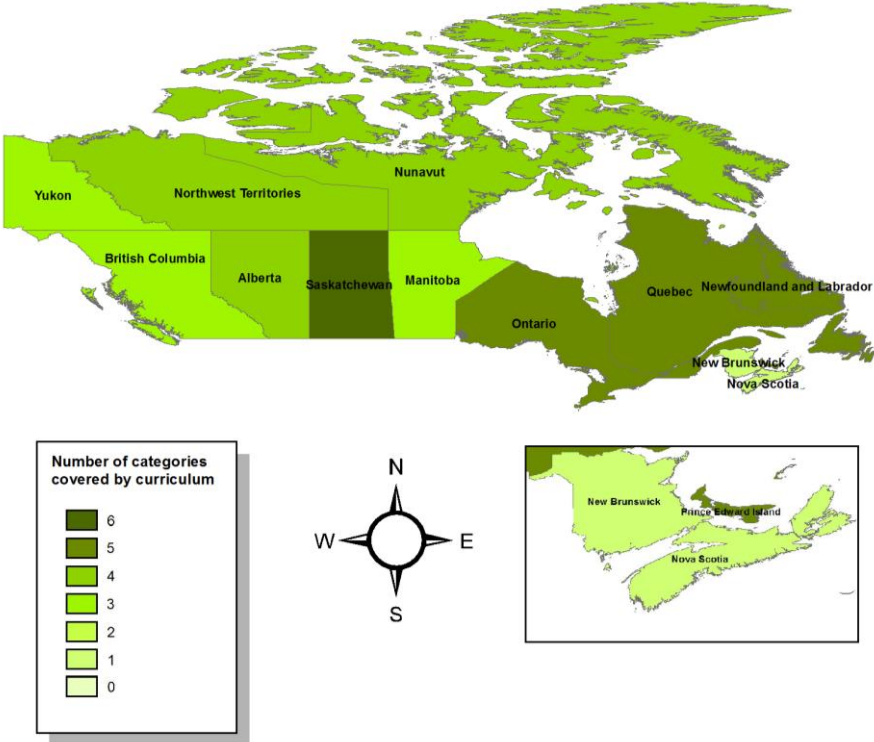 Nunavut
Yukon
Northwest Territories
British Columbia
Alberta
Saskatchewan
Manitoba
Quebec
Newfoundland and Labrador
Ontario
New Brunswick
Nova Scotia
Number of categories
covered by curriculum
6
5
4
3
2
1
0
N
W
E
S
New Brunswick
Prince Edward Island
Nova Scotia